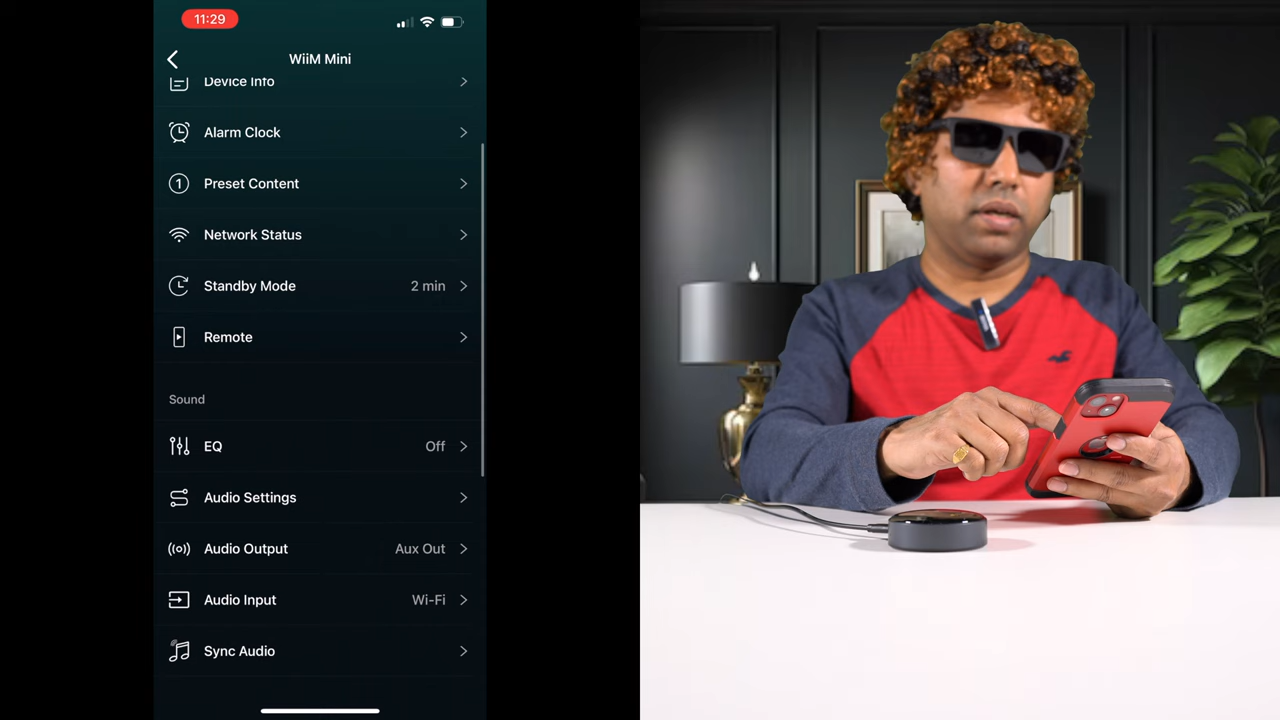 11:29
WiiM Mini
Device Info
Alarm Clock
Preset Content
Network Status
Standby Mode 2 min
Remote
Sound
EQ Off
Audio Settings
Audio Output Aux Out
Audio Input Wi-Fi
Sync Audio